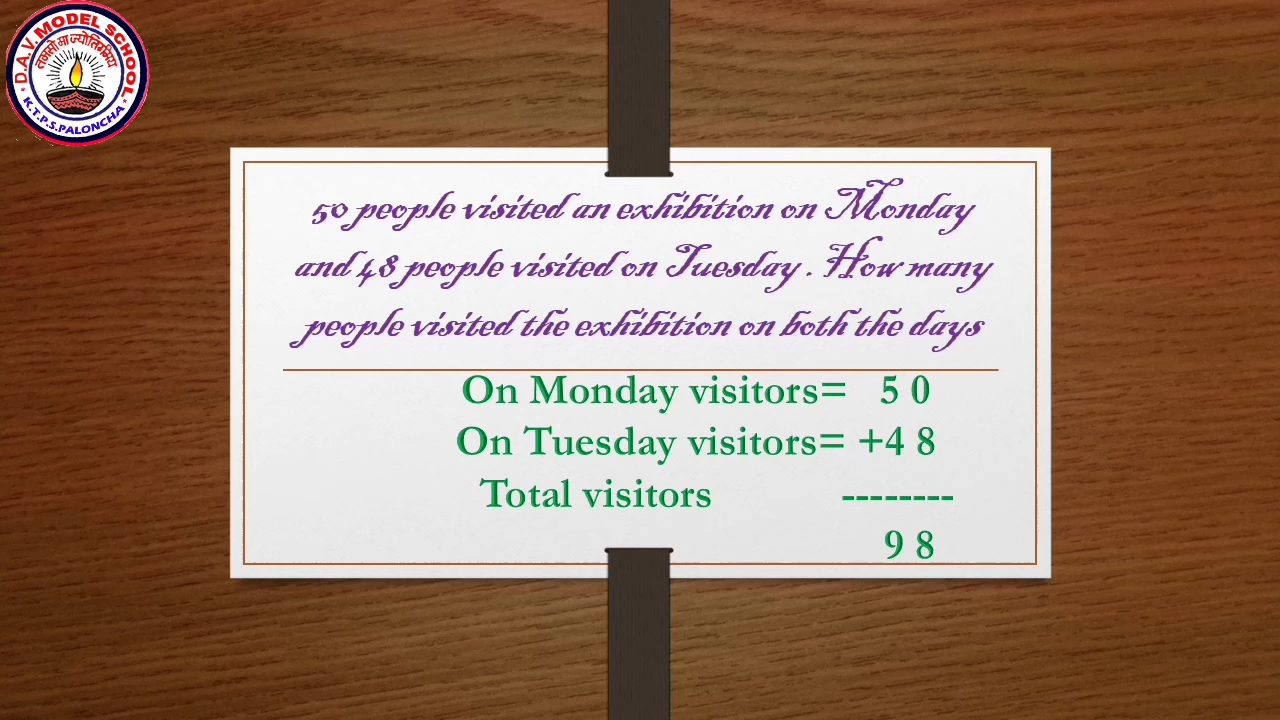 D.A.V. MODEL SCHOOL
तमसो मा ज्योतिर्गमय
K.T.P.S.PALONCHA
50 people visited an exhibition on Monday
and 48 people visited on Tuesday . How many
people visited the exhibition on both the days
On Monday visitors= 5 0
On Tuesday visitors= +4 8
Total visitors --------
9 8